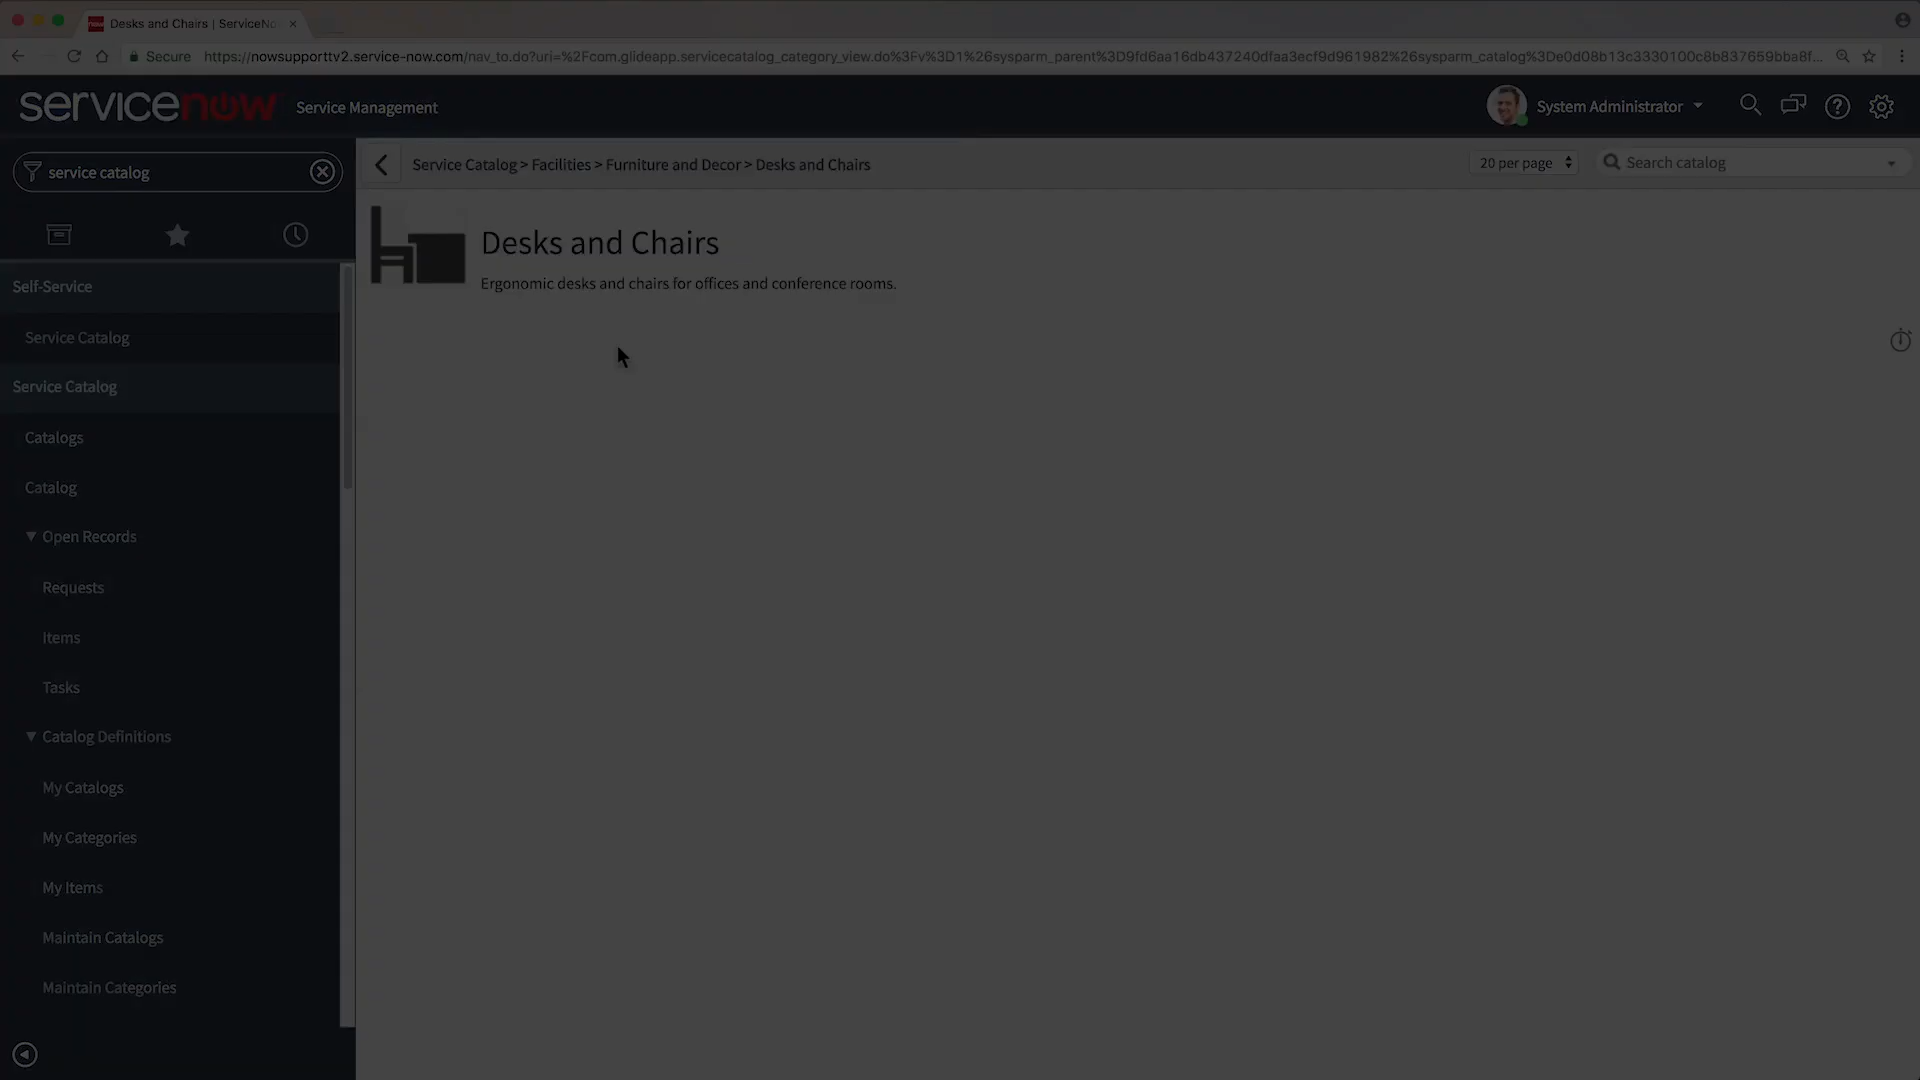 Desks and Chairs | ServiceNo
Secure
https://nowsupporttv2.service-now.com/nav_to.do?uri=%2Fcom.glideapp.servicecatalog_category_view.do%3Fv%3D1%26sysparm_parent%3D9fd6aa16db437240dfaa3ecf9d961982%26sysparm_catalog%3De0d08b13c3330100c8b837659bba8f...
servicenow Service Management
System Administrator
service catalog
Service Catalog > Facilities > Furniture and Decor > Desks and Chairs
20 per page
Search catalog
Desks and Chairs
Ergonomic desks and chairs for offices and conference rooms.
Self-Service
Service Catalog
Service Catalog
Catalogs
Catalog
Open Records
Requests
Items
Tasks
Catalog Definitions
My Catalogs
My Categories
My Items
Maintain Catalogs
Maintain Categories